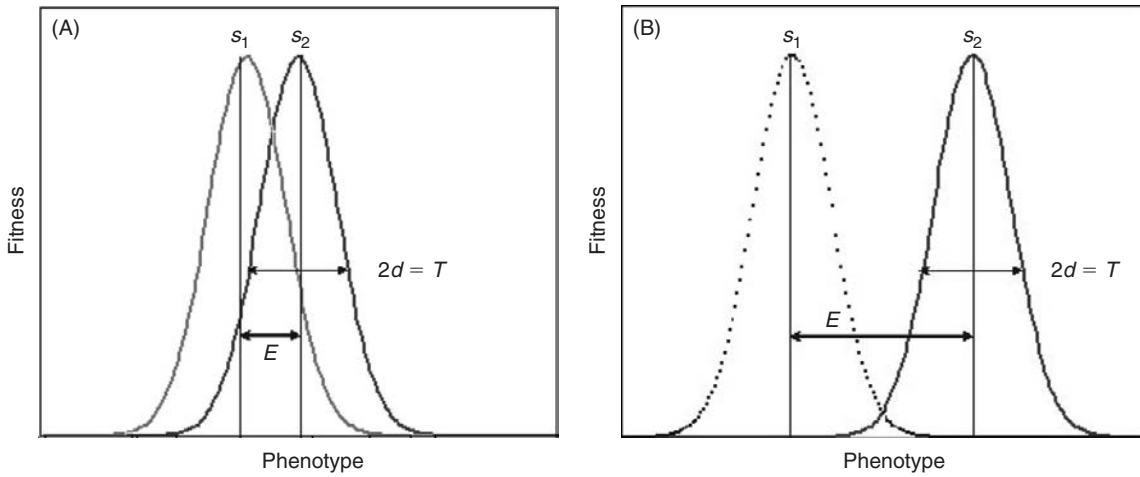 (A)
s1
s2
Fitness
2d = T
E
Phenotype
(B)
s1
s2
Fitness
2d = T
E
Phenotype